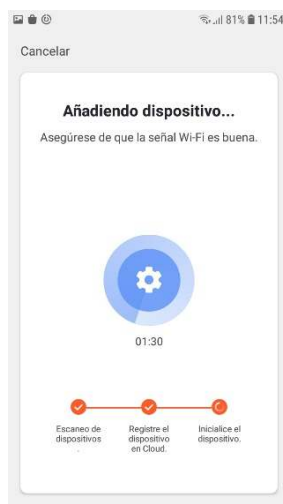 81% 11:54
Cancelar
Añadiendo dispositivo...
Asegúrese de que la señal Wi-Fi es buena.
01:30
Escaneo de
dispositivos
.
Registre el
dispositivo
en Cloud.
Inicialice el
dispositivo.